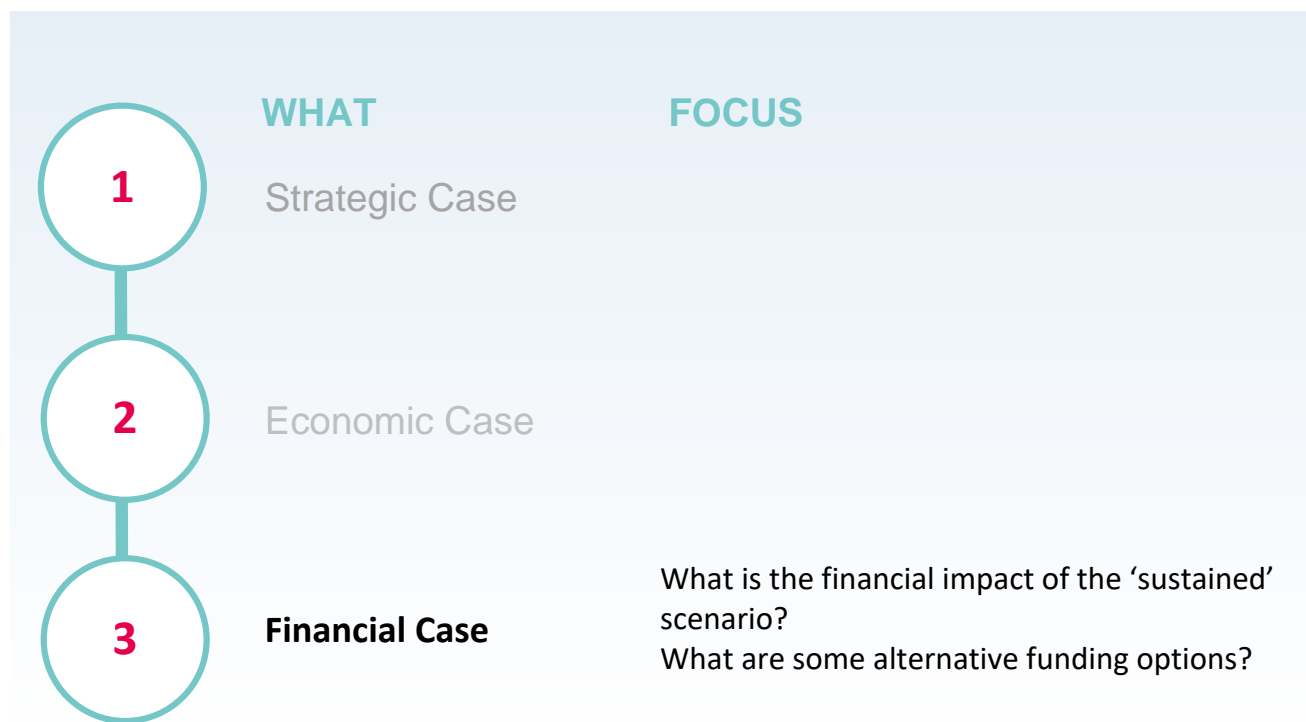 WHAT FOCUS
1 Strategic Case
2 Economic Case
3 Financial Case
What is the financial impact of the ‘sustained’
scenario?
What are some alternative funding options?